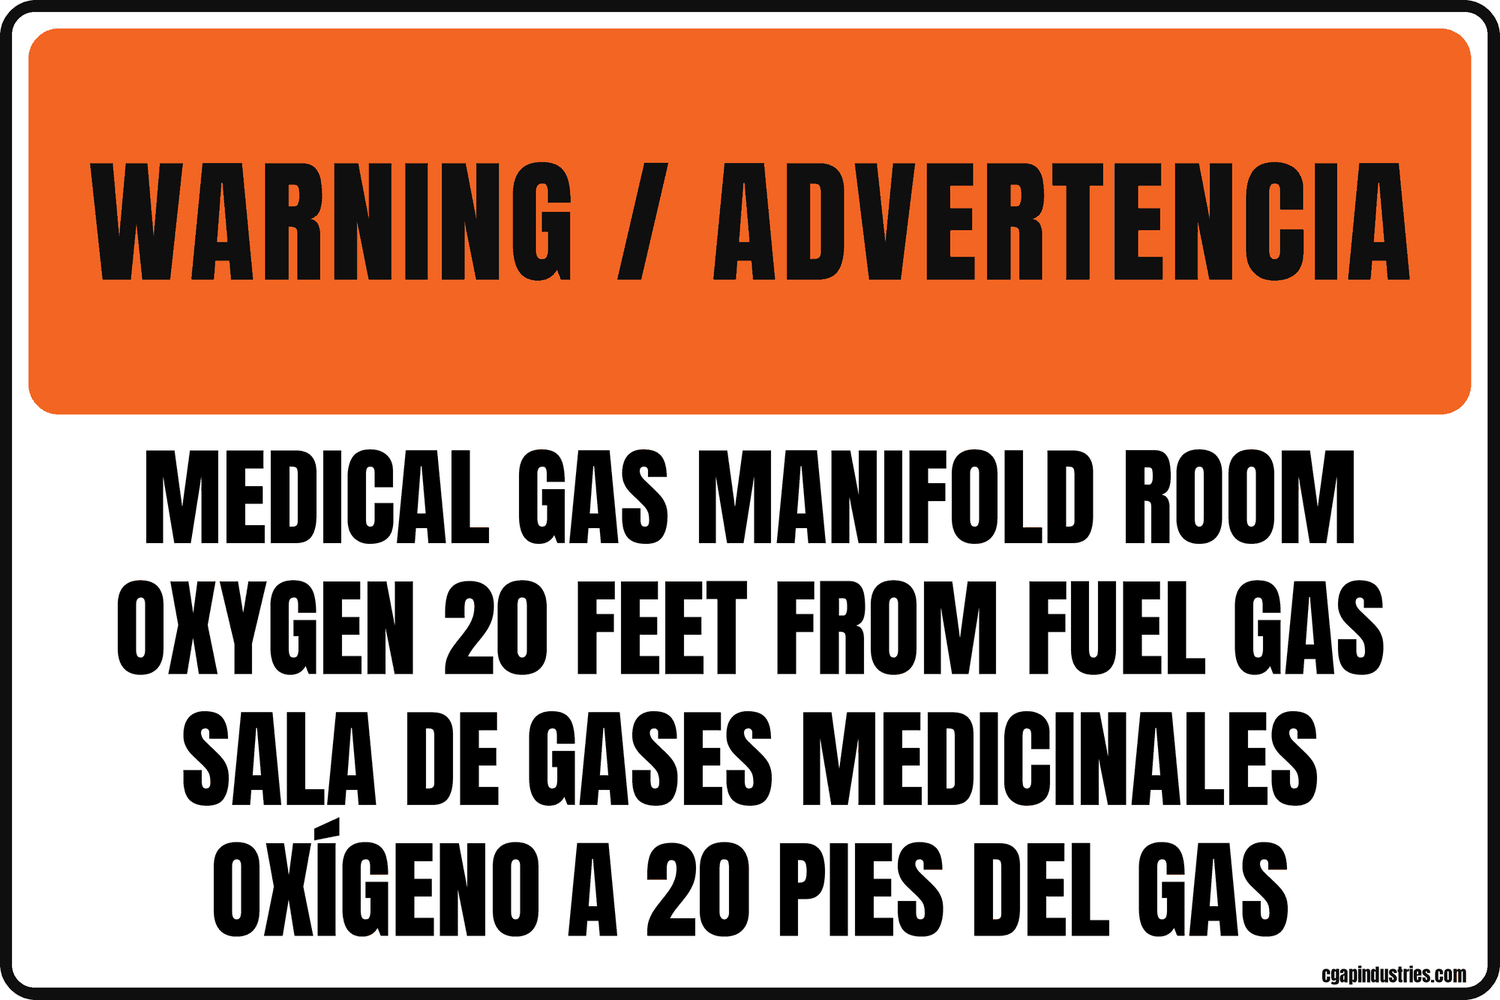 WARNING / ADVERTENCIA
MEDICAL GAS MANIFOLD ROOM
OXYGEN 20 FEET FROM FUEL GAS
SALA DE GASES MEDICINALES
OXÍGENO A 20 PIES DEL GAS
cgapindustries.com